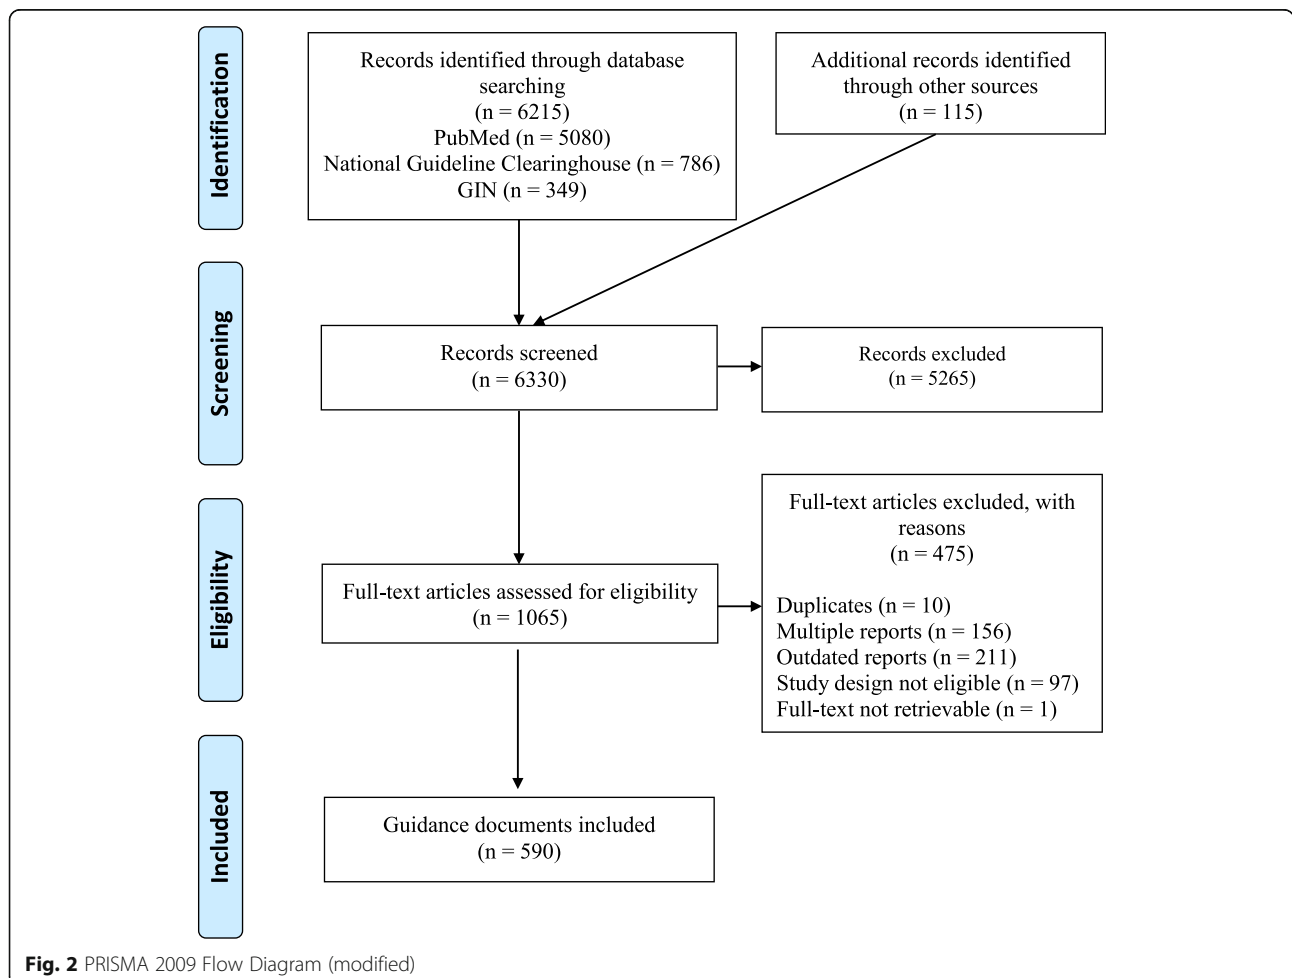 Identification
Records identified through database
searching
(n = 6215)
PubMed (n = 5080)
National Guideline Clearinghouse (n = 786)
GIN (n = 349)
Additional records identified
through other sources
(n = 115)
Screening
Records screened
(n = 6330)
Records excluded
(n = 5265)
Eligibility
Full-text articles assessed for eligibility
(n = 1065)
Full-text articles excluded, with
reasons
(n = 475)
Duplicates (n = 10)
Multiple reports (n = 156)
Outdated reports (n = 211)
Study design not eligible (n = 97)
Full-text not retrievable (n = 1)
Included
Guidance documents included
(n = 590)
Fig. 2 PRISMA 2009 Flow Diagram (modified)